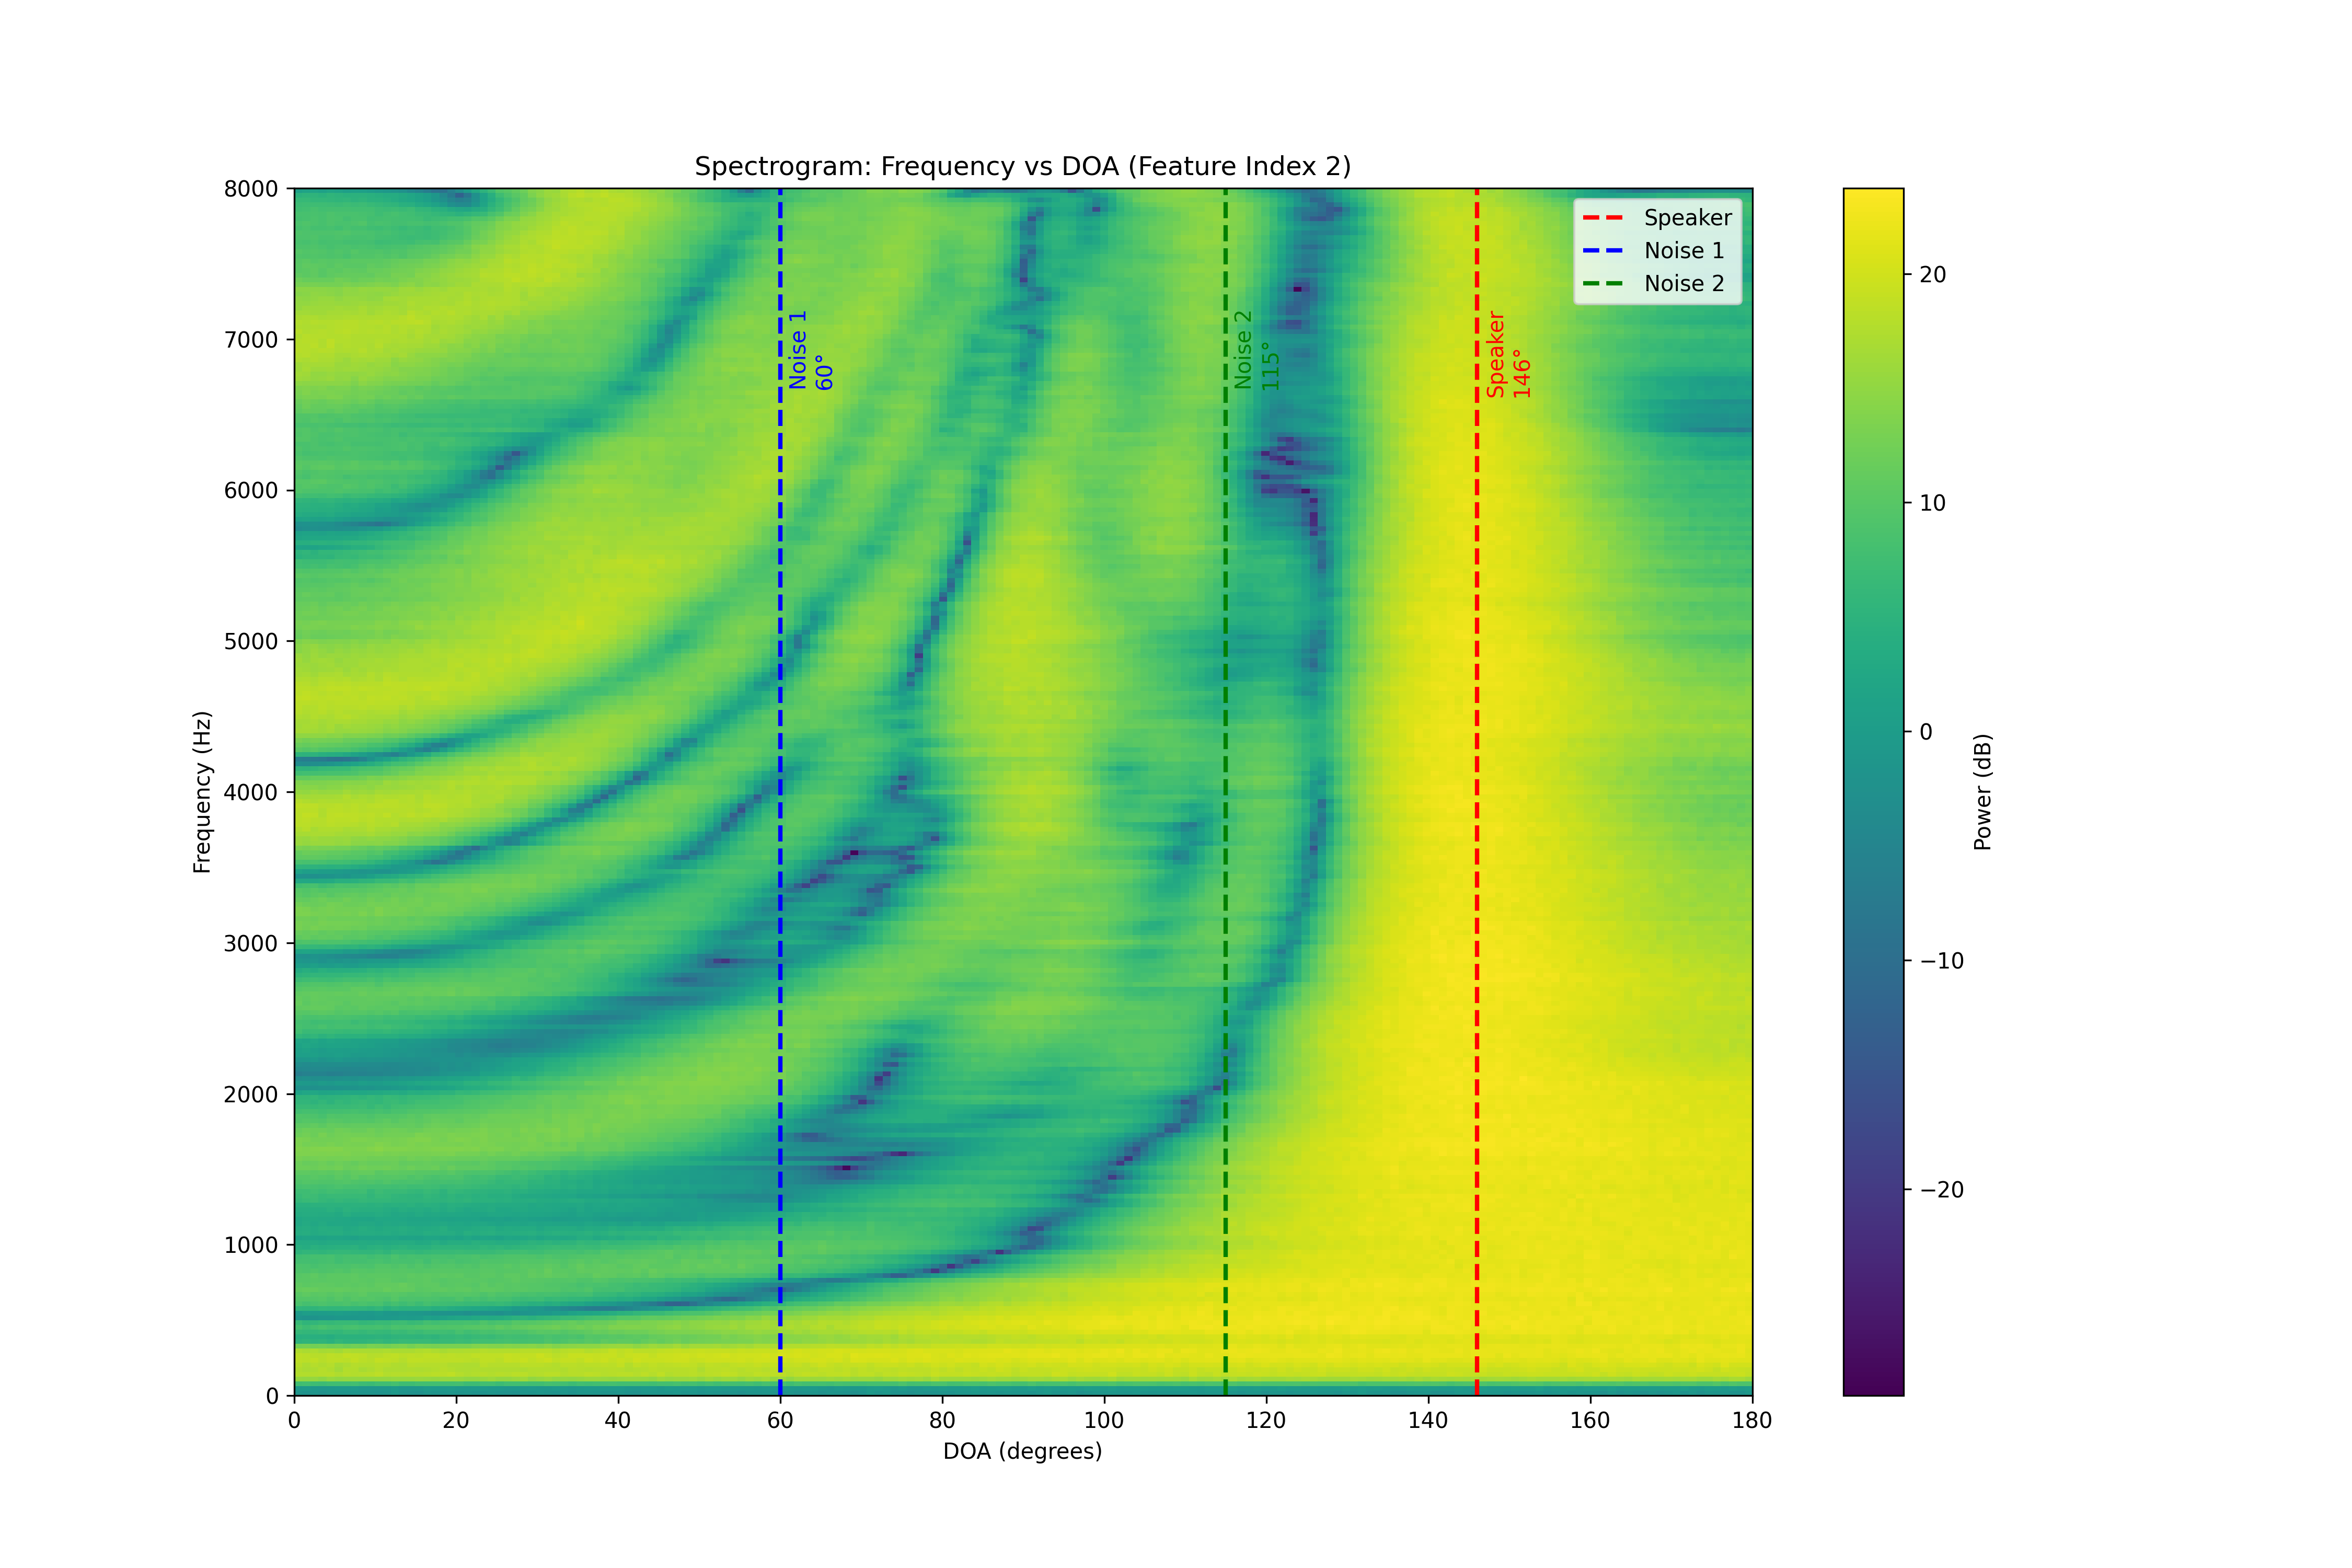 Spectrogram: Frequency vs DOA (Feature Index 2)
8000
7000
6000
5000
4000
3000
2000
1000
0
Frequency (Hz)
0
20
40
60
80
100
120
140
160
180
DOA (degrees)
Noise 1
60°
Noise 2
115°
Speaker
146°
Speaker
Noise 1
Noise 2
20
10
0
−10
−20
Power (dB)